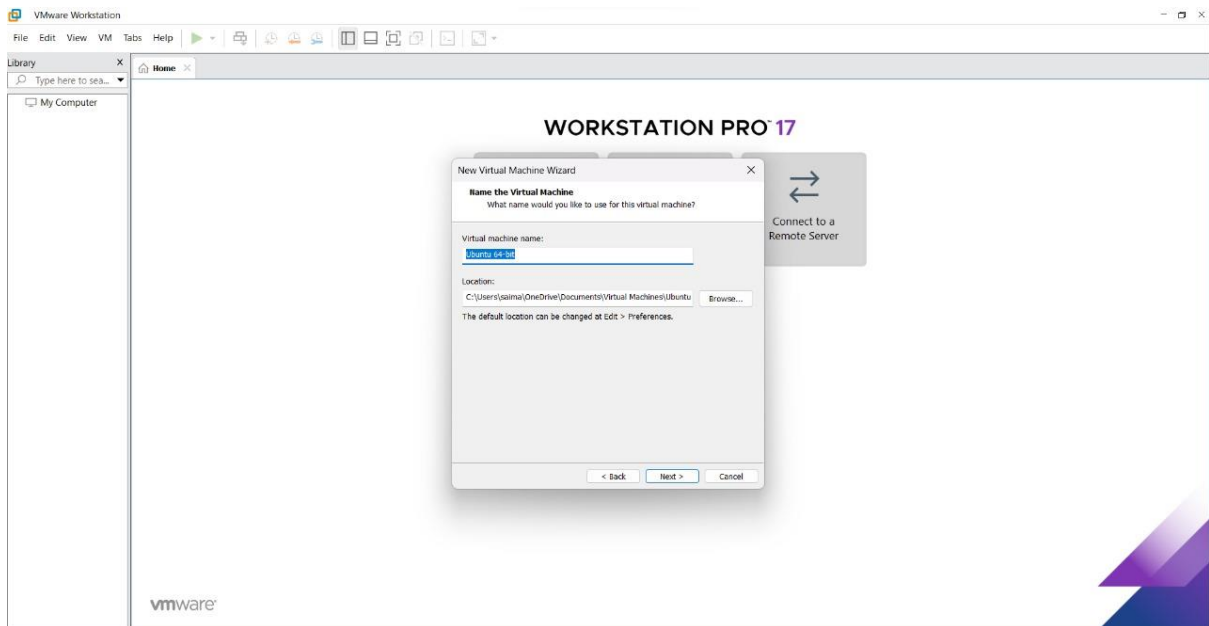 VMware Workstation
File Edit View VM Tabs Help
Library X
Type here to sea...
My Computer
Home
WORKSTATION PRO™ 17
New Virtual Machine Wizard
Name the Virtual Machine
What name would you like to use for this virtual machine?
Virtual machine name:
Ubuntu 64-bit
Location:
C:\Users\saima\OneDrive\Documents\Virtual Machines\Ubuntu
Browse...
The default location can be changed at Edit > Preferences.
< Back Next > Cancel
Connect to a
Remote Server
vmware